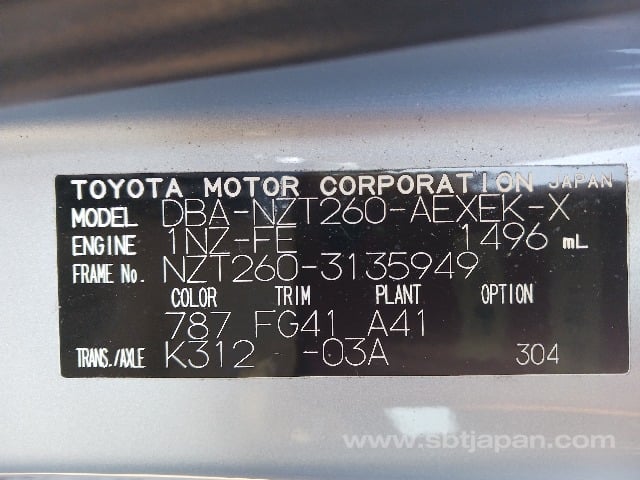 TOYOTA MOTOR CORPORATION JAPAN
MODEL DBA-NZT260-AEXEK-X
ENGINE 1NZ-FE 1496 mL
FRAME No. NZT260-3135949
COLOR TRIM PLANT OPTION
787 FG41 A41
TRANS./AXLE K312 -03A 304
www.sbtjapan.com